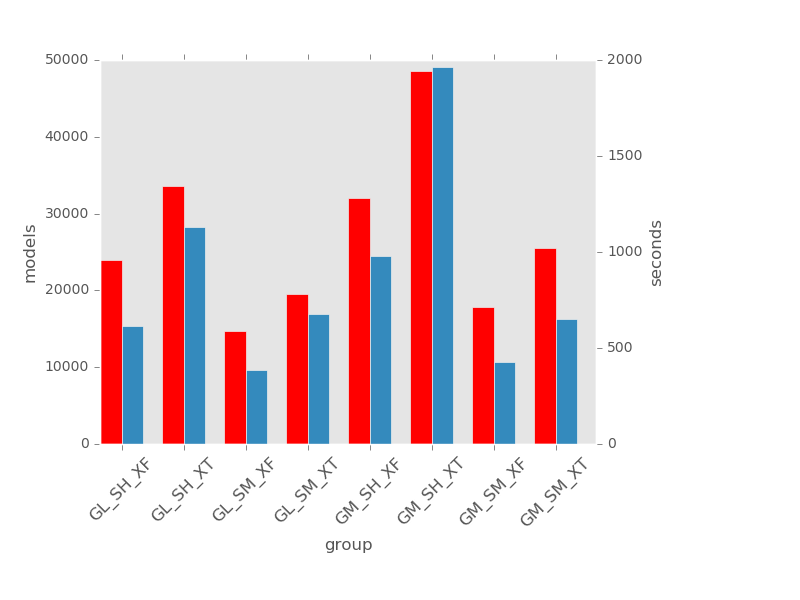 50000
40000
30000
20000
10000
0
models
2000
1500
1000
500
0
seconds
GL_SH_XF
GL_SH_XT
GL_SM_XF
GL_SM_XT
GM_SH_XF
GM_SH_XT
GM_SM_XF
GM_SM_XT
group